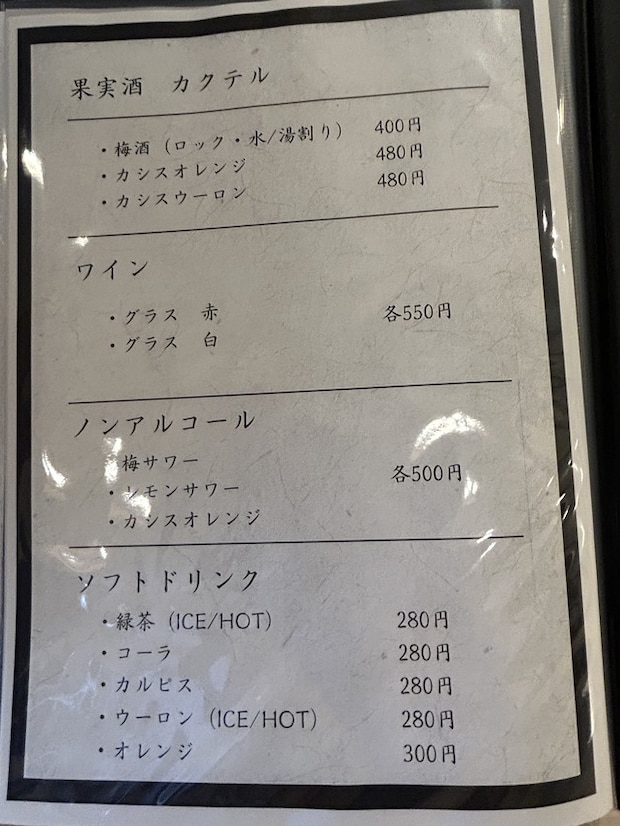 果実酒 カクテル
・梅酒（ロック・水/湯割り） 400円
・カシスオレンジ 480円
・カシスウーロン 480円
ワイン
・グラス 赤 各550円
・グラス 白
ノンアルコール
・梅サワー 各500円
・レモンサワー
・カシスオレンジ
ソフトドリンク
・緑茶（ICE/HOT） 280円
・コーラ 280円
・カルピス 280円
・ウーロン（ICE/HOT） 280円
・オレンジ 300円